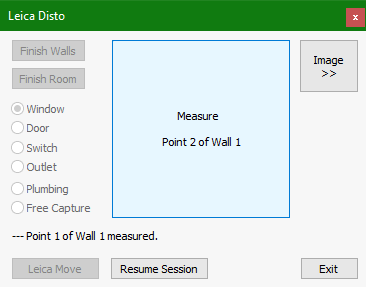 Leica Disto
x
Finish Walls
Finish Room
Image
>>
Window
Door
Switch
Outlet
Plumbing
Free Capture
Measure
Point 2 of Wall 1
--- Point 1 of Wall 1 measured.
Leica Move
Resume Session
Exit